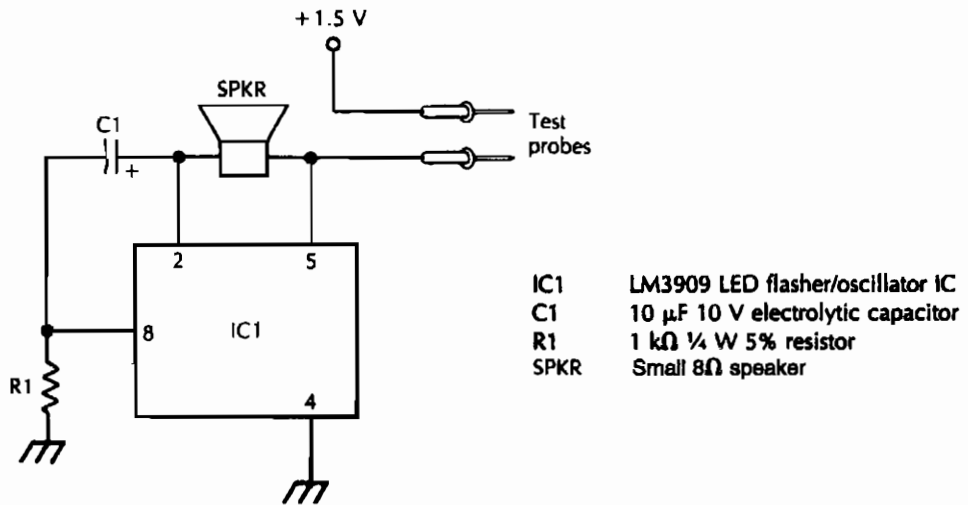 +1.5 V
SPKR
C1
+
Test
probes
2
5
8
IC1
R1
4
IC1 LM3909 LED flasher/oscillator IC
C1 10 µF 10 V electrolytic capacitor
R1 1 kΩ ¼ W 5% resistor
SPKR Small 8Ω speaker